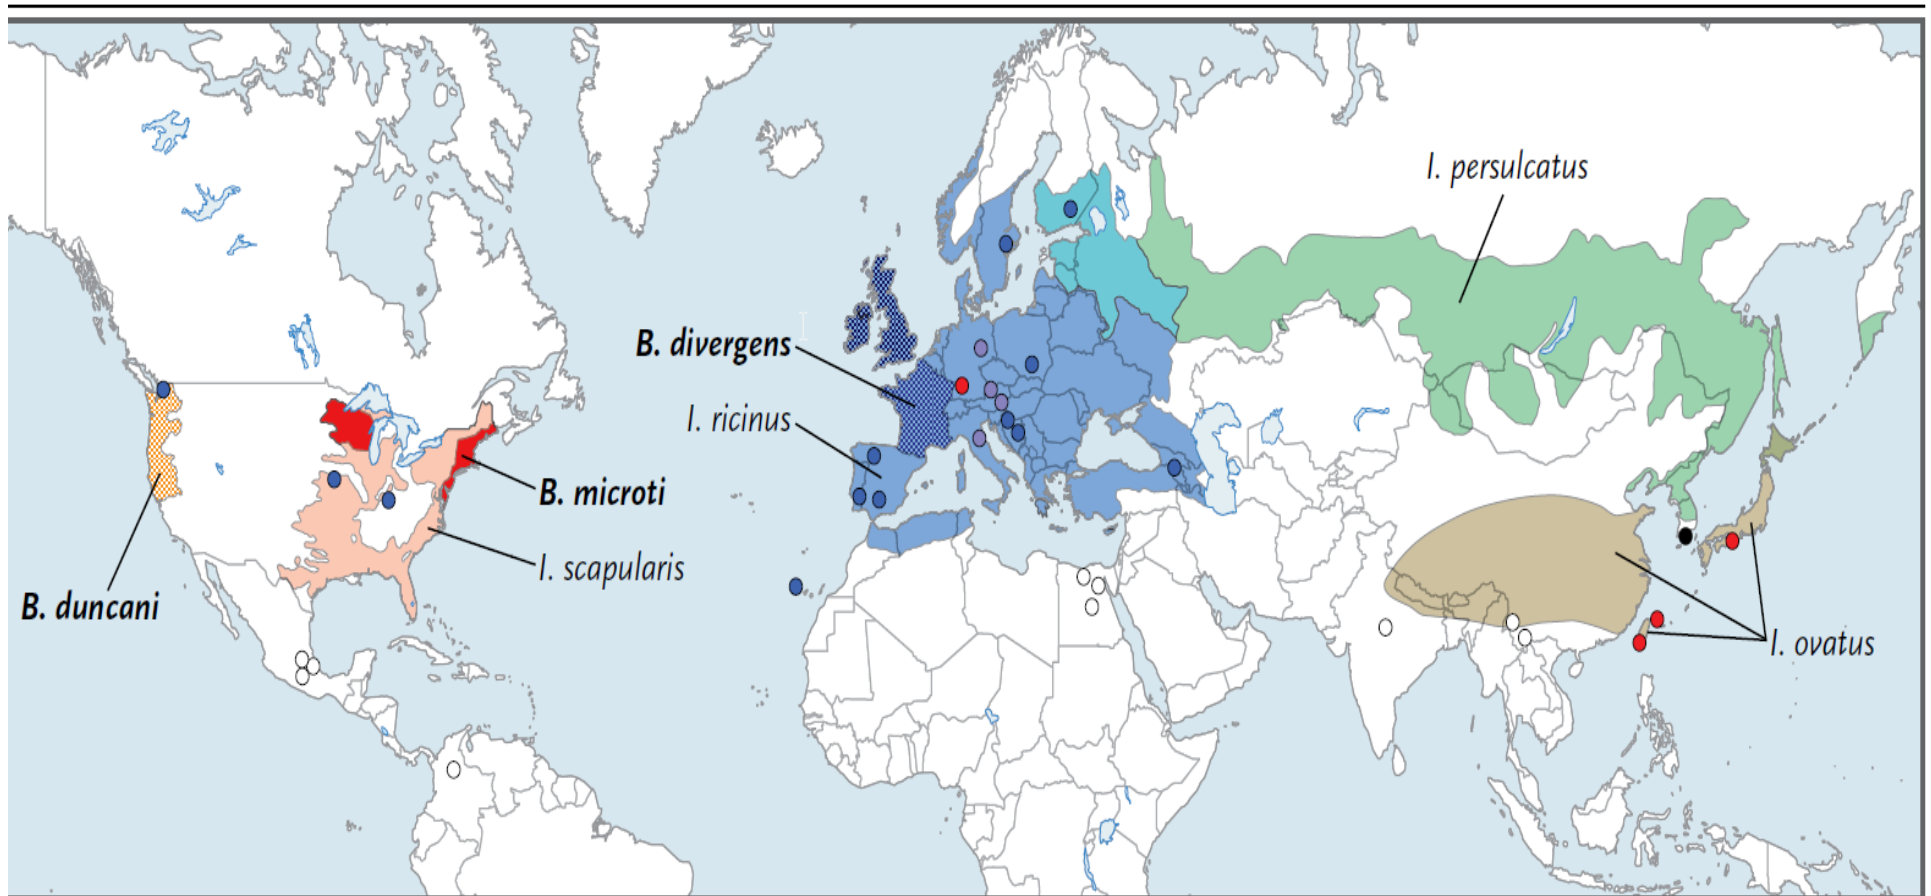 I. persulcatus
B. divergens
I. ricinus
B. microti
I. scapularis
B. duncani
I. ovatus